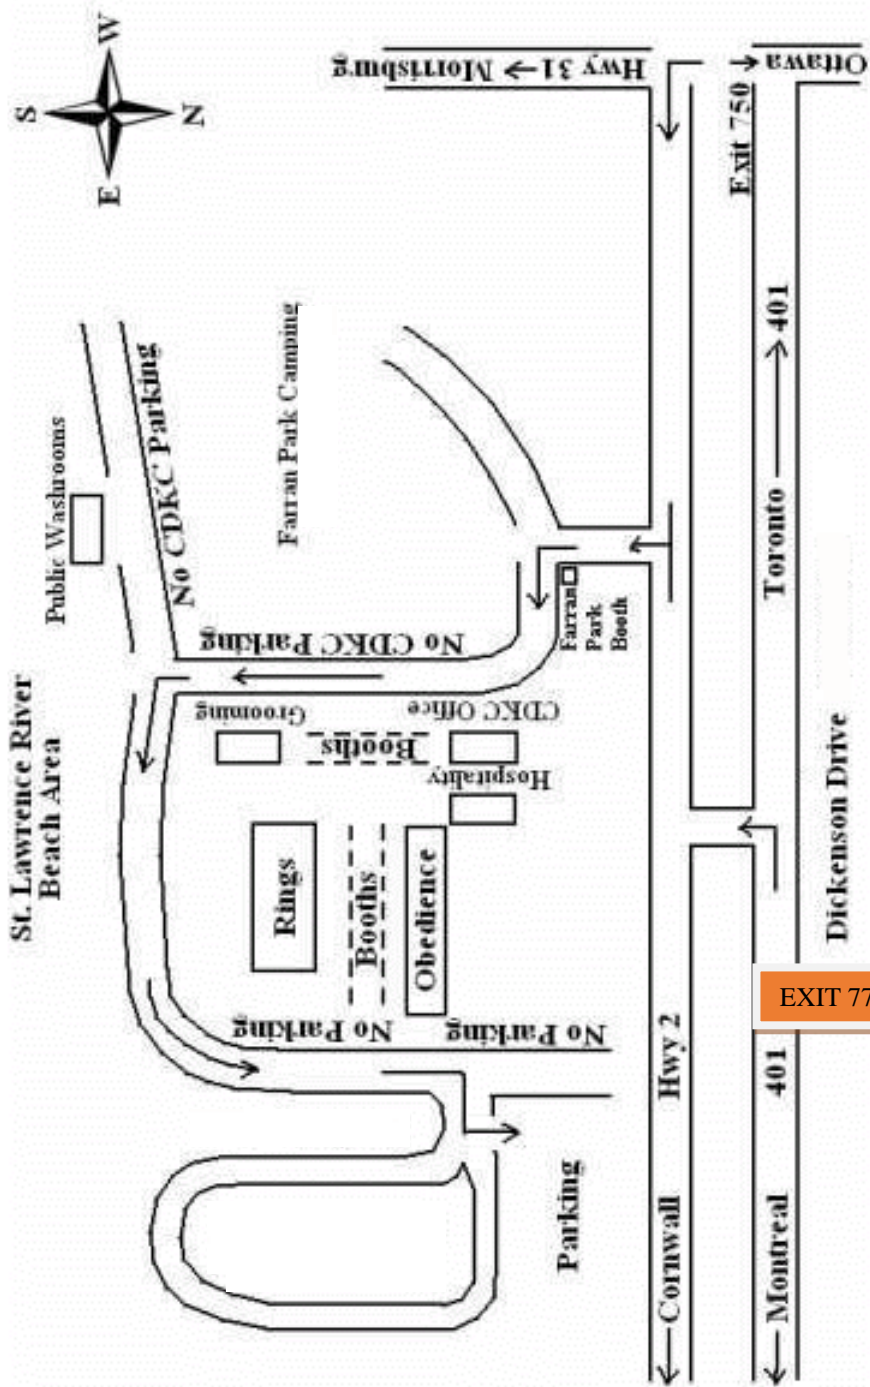 S
W
N
E
Hwy 31 → Morrisburg
Ottawa
Exit 750
Public Washrooms
No CDKC Parking
Farran Park Camping
Toronto → 401
No CDKC Parking
Farran
Park
Booth
St. Lawrence River
Beach Area
Grooming
Booths
CDKC Office
Hospitality
Rings
Booths
Obedience
Dickenson Drive
No Parking
No Parking
EXIT 77
Parking
← Cornwall Hwy 2
← Montreal 401